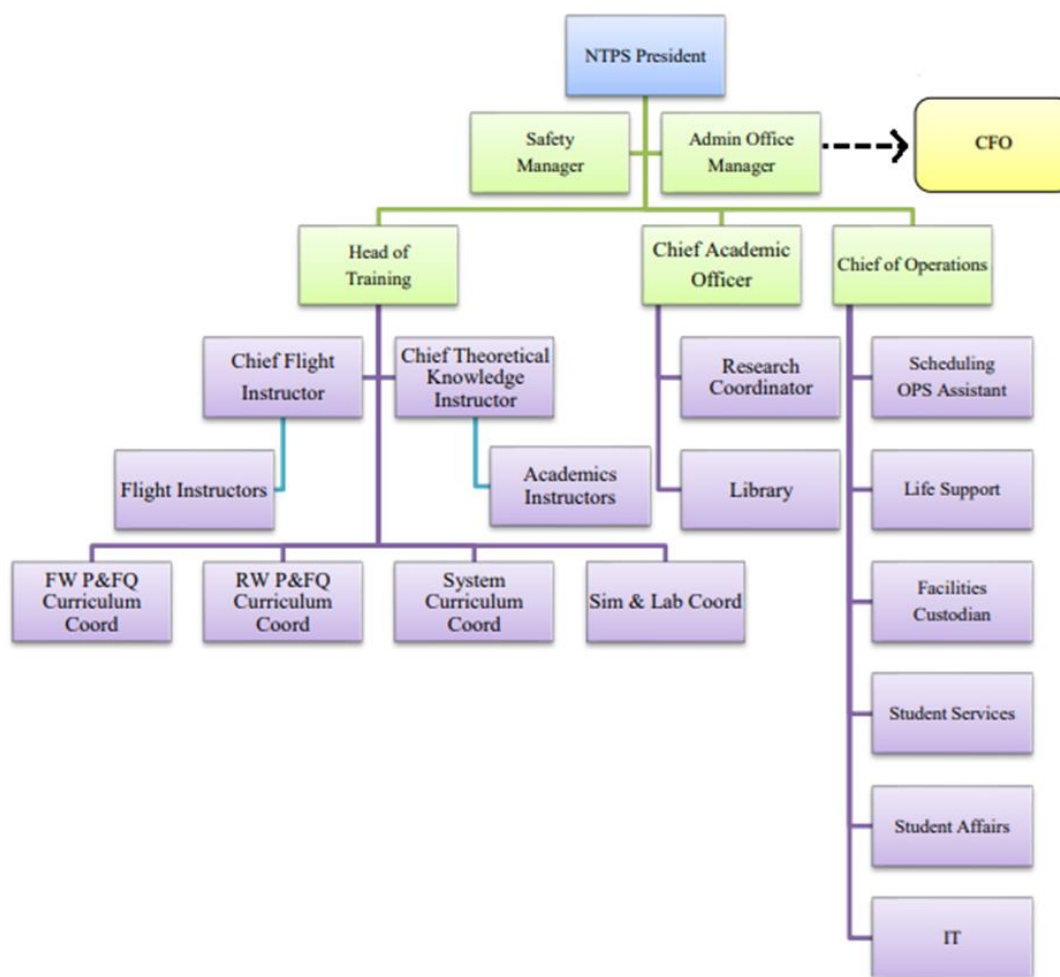 NTPS President
Safety
Manager
Admin Office
Manager
CFO
Head of
Training
Chief Academic
Officer
Chief of Operations
Chief Flight
Instructor
Chief Theoretical
Knowledge
Instructor
Research
Coordinator
Scheduling
OPS Assistant
Flight Instructors
Academics
Instructors
Library
Life Support
FW P&FQ
Curriculum
Coord
RW P&FQ
Curriculum
Coord
System
Curriculum
Coord
Sim & Lab Coord
Facilities
Custodian
Student Services
Student Affairs
IT